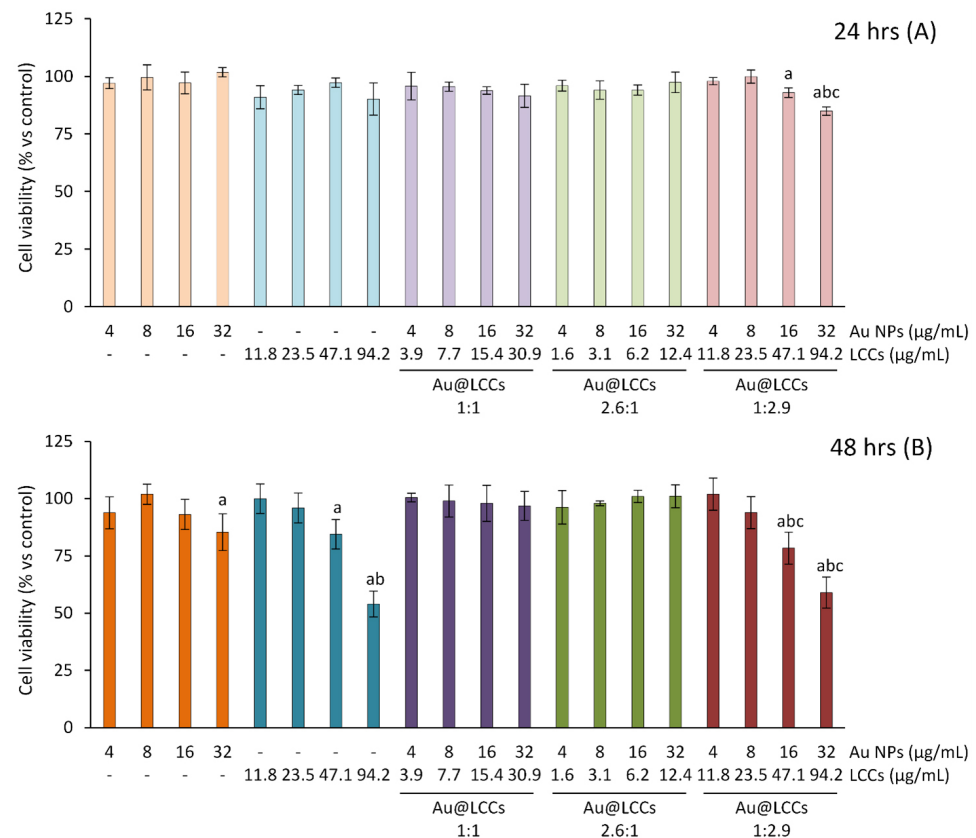 24 hrs (A)
Cell viability (% vs control)
125
100
75
50
25
0
a
abc
4 8 16 32 - - - - 4 8 16 32 4 8 16 32 4 8 16 32 Au NPs (µg/mL)
- - - - 11.8 23.5 47.1 94.2 3.9 7.7 15.4 30.9 1.6 3.1 6.2 12.4 11.8 23.5 47.1 94.2 LCCs (µg/mL)
Au@LCCs Au@LCCs Au@LCCs
1:1 2.6:1 1:2.9
48 hrs (B)
Cell viability (% vs control)
125
100
75
50
25
0
a
a
ab
abc
abc
4 8 16 32 - - - - 4 8 16 32 4 8 16 32 4 8 16 32 Au NPs (µg/mL)
- - - - 11.8 23.5 47.1 94.2 3.9 7.7 15.4 30.9 1.6 3.1 6.2 12.4 11.8 23.5 47.1 94.2 LCCs (µg/mL)
Au@LCCs Au@LCCs Au@LCCs
1:1 2.6:1 1:2.9